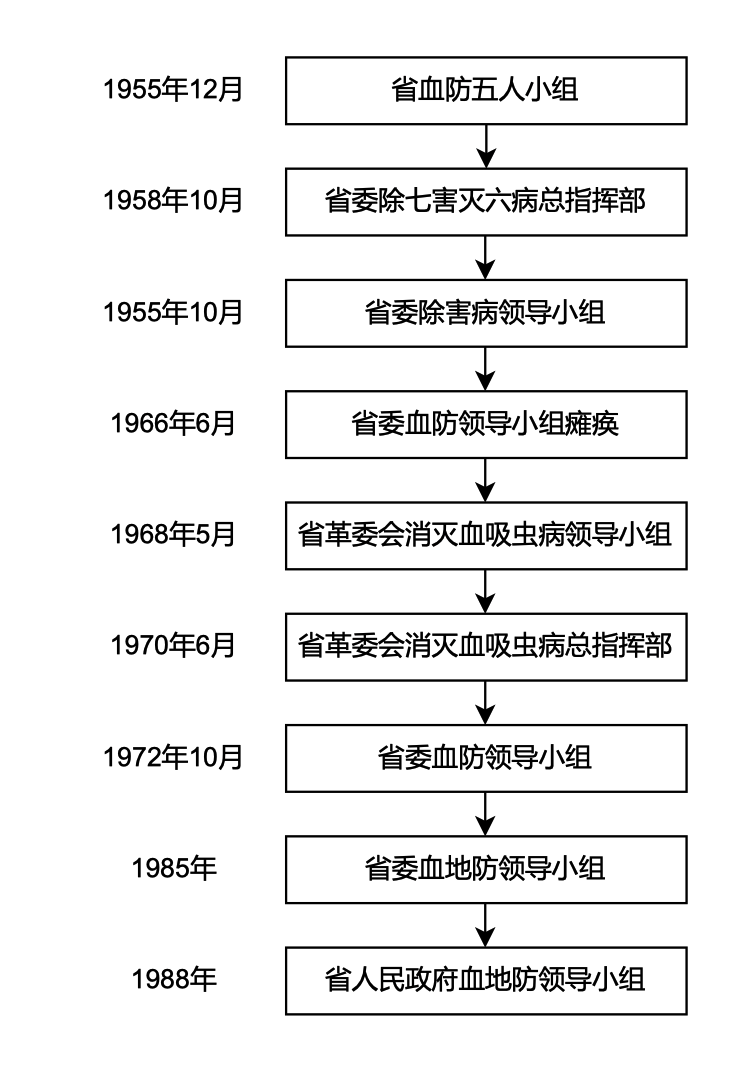 1955年12月 省血防五人小组
1958年10月 省委除七害灭六病总指挥部
1955年10月 省委除害病领导小组
1966年6月 省委血防领导小组瘫痪
1968年5月 省革委会消灭血吸虫病领导小组
1970年6月 省革委会消灭血吸虫病总指挥部
1972年10月 省委血防领导小组
1985年 省委血地防领导小组
1988年 省人民政府血地防领导小组